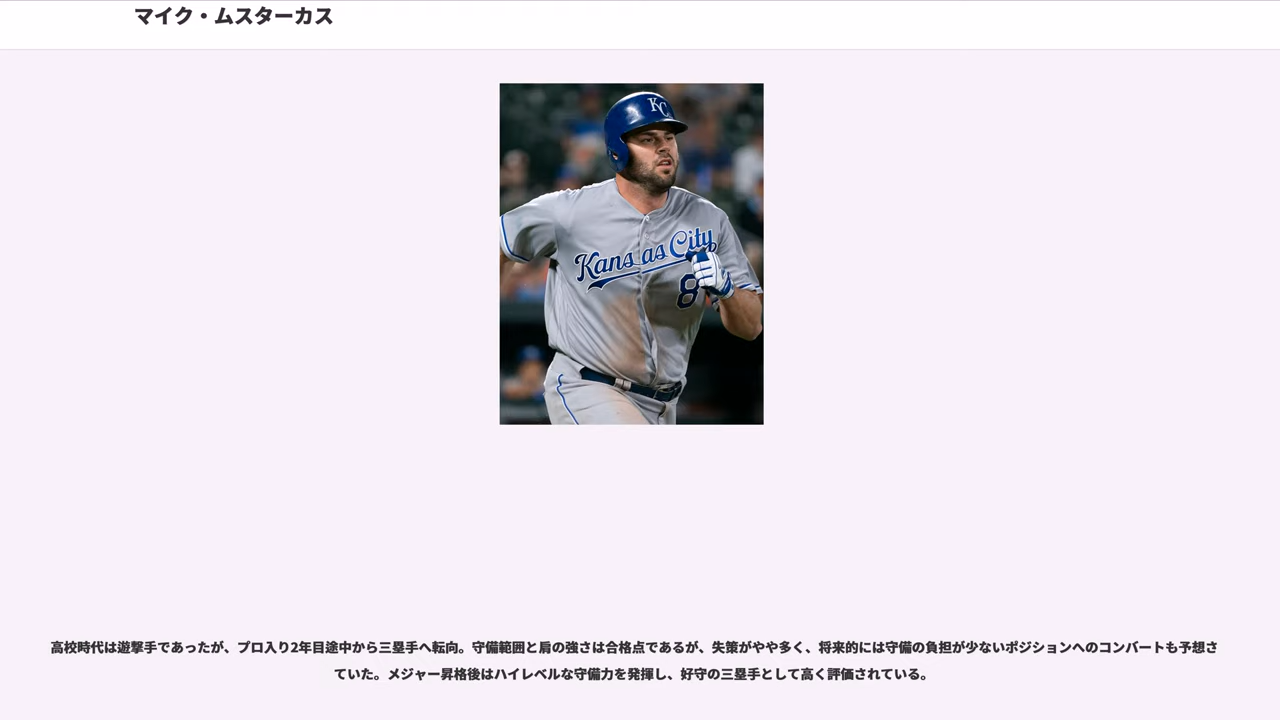 マイク・ムスターカス
KC
Kansas City
8
高校時代は遊撃手であったが、プロ入り2年目途中から三塁手へ転向。守備範囲と肩の強さは合格点であるが、失策がやや多く、将来的には守備の負担が少ないポジションへのコンバートも予想さ
ていた。メジャー昇格後はハイレベルな守備力を発揮し、好守の三塁手として高く評価されている。